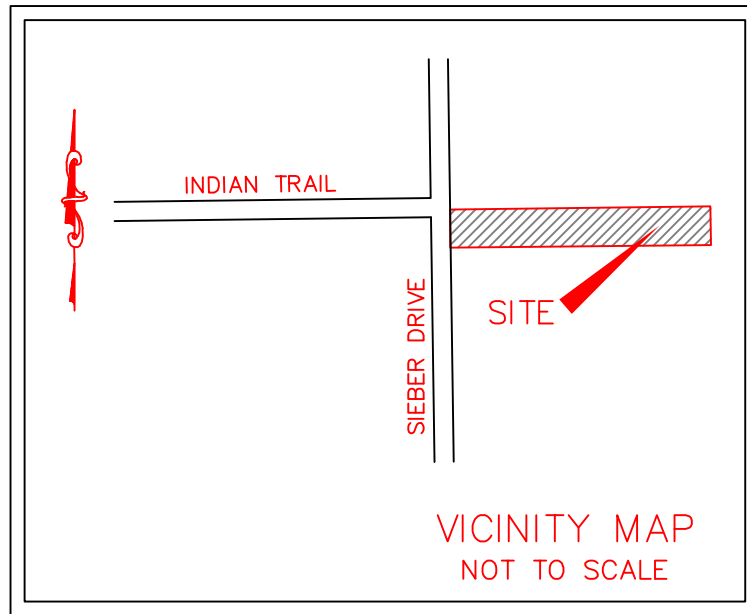 INDIAN TRAIL
SIEBER DRIVE
SITE
VICINITY MAP
NOT TO SCALE